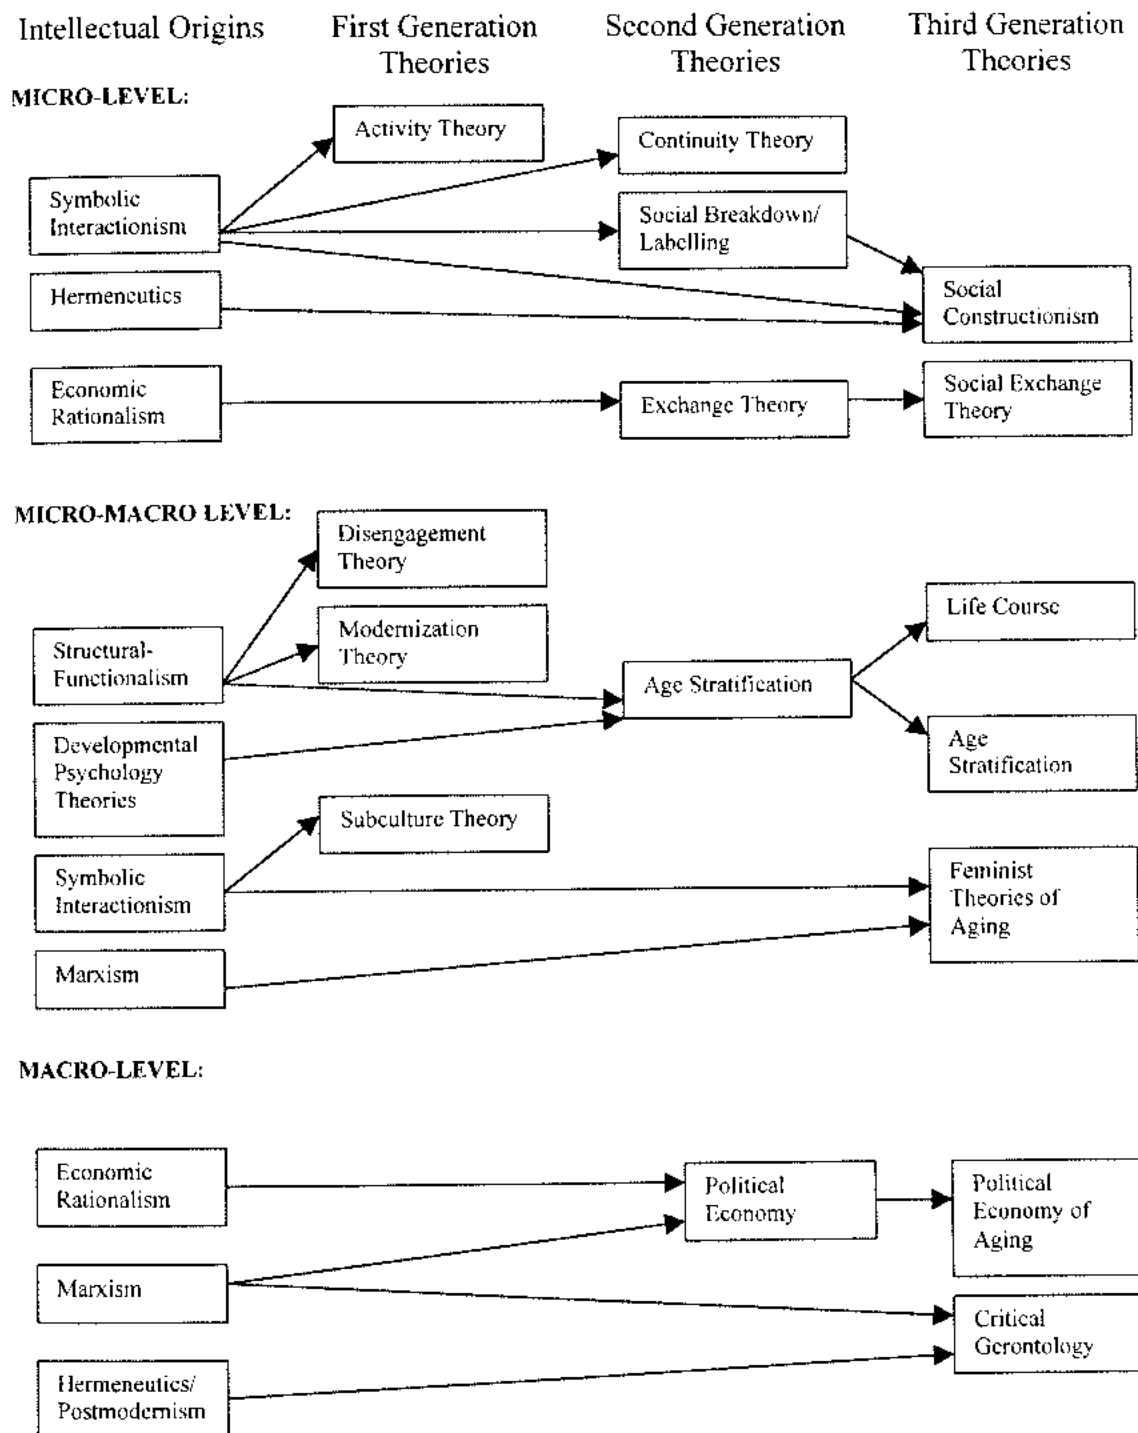 Intellectual Origins
First Generation
Theories
Second Generation
Theories
Third Generation
Theories
MICRO-LEVEL:
Activity Theory
Continuity Theory
Symbolic
Interactionism
Social Breakdown/
Labelling
Hermeneutics
Social
Constructionism
Economic
Rationalism
Exchange Theory
Social Exchange
Theory
MICRO-MACRO LEVEL:
Disengagement
Theory
Life Course
Modernization
Theory
Structural-
Functionalism
Age Stratification
Developmental
Psychology
Theories
Age
Stratification
Subculture Theory
Symbolic
Interactionism
Feminist
Theories of
Aging
Marxism
MACRO-LEVEL:
Economic
Rationalism
Political
Economy
Political
Economy of
Aging
Marxism
Critical
Gerontology
Hermeneutics/
Postmodernism